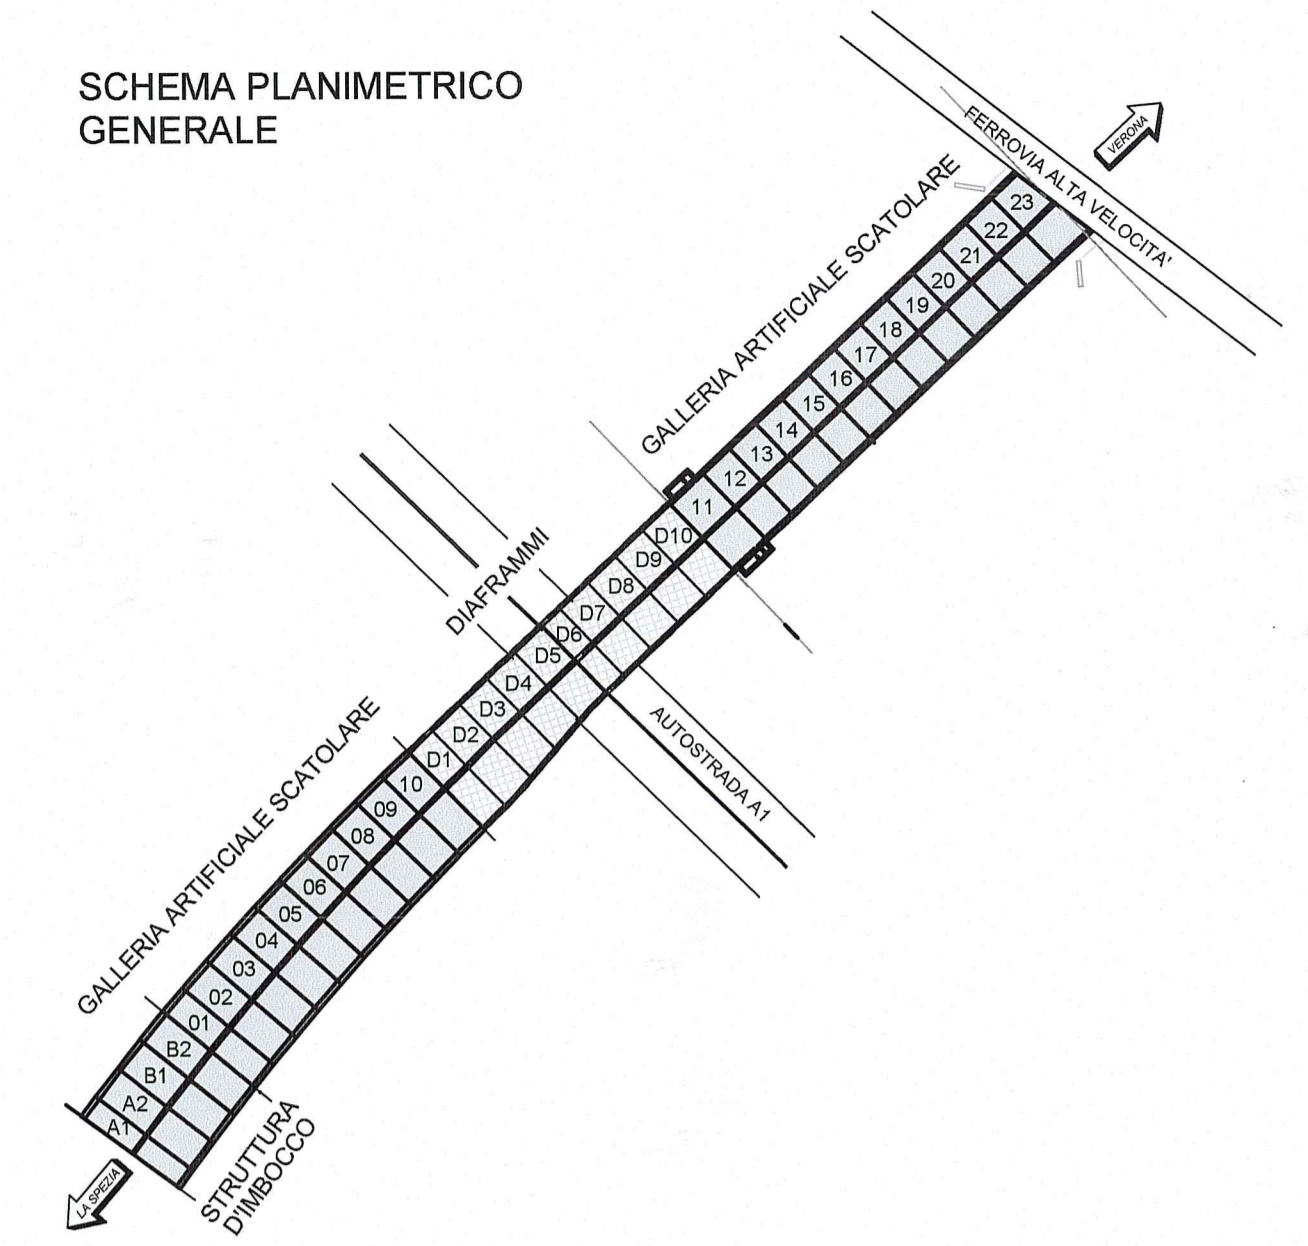 SCHEMA PLANIMETRICO
GENERALE
VERONA
FERROVIA ALTA VELOCITA'
GALLERIA ARTIFICIALE SCATOLARE
23
22
21
20
19
18
17
16
15
14
13
12
11
D10
D9
D8
D7
D6
D5
D4
D3
D2
D1
DIAFRAMMI
AUTOSTRADA A1
GALLERIA ARTIFICIALE SCATOLARE
10
09
08
07
06
05
04
03
02
01
B2
B1
A2
A1
STRUTTURA
D'IMBOCCO
LA SPEZIA